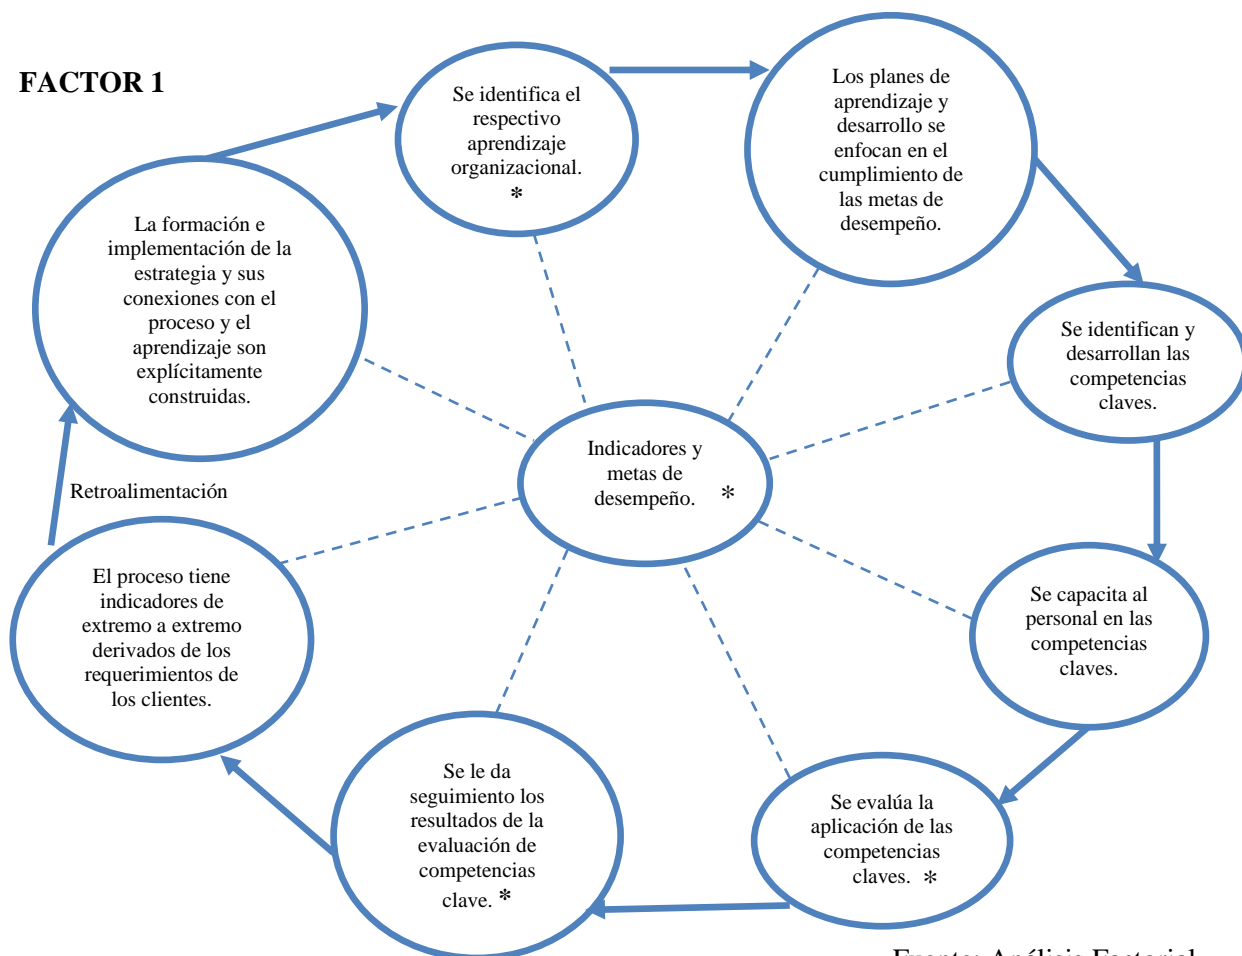 FACTOR 1
Se identifica el
respectivo
aprendizaje
organizacional.
*
Los planes de
aprendizaje y
desarrollo se
enfocan en el
cumplimiento de
las metas de
desempeño.
Se identifican y
desarrollan las
competencias
claves.
Se capacita al
personal en las
competencias
claves.
Se evalúa la
aplicación de las
competencias
claves. *
Se le da
seguimiento los
resultados de la
evaluación de
competencias
clave. *
El proceso tiene
indicadores de
extremo a extremo
derivados de los
requerimientos de
los clientes.
Retroalimentación
La formación e
implementación de la
estrategia y sus
conexiones con el
proceso y el
aprendizaje son
explícitamente
construidas.
Indicadores y
metas de
desempeño. *
Fuente: Análisis Factorial